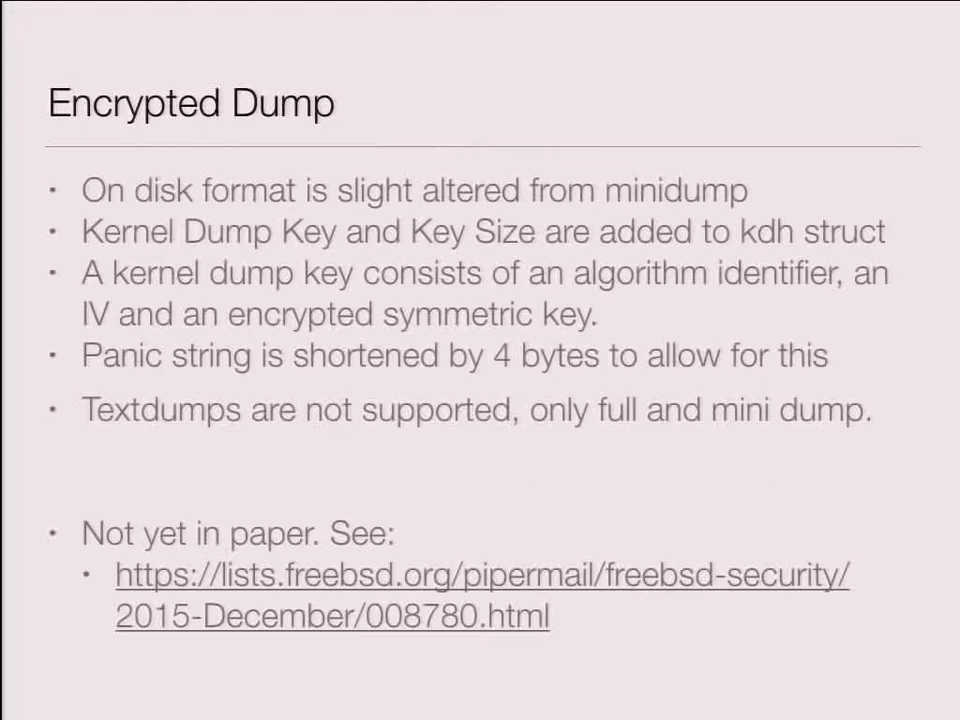 Encrypted Dump
• On disk format is slight altered from minidump
• Kernel Dump Key and Key Size are added to kdh struct
• A kernel dump key consists of an algorithm identifier, an
IV and an encrypted symmetric key.
• Panic string is shortened by 4 bytes to allow for this
• Textdumps are not supported, only full and mini dump.
• Not yet in paper. See:
• https://lists.freebsd.org/pipermail/freebsd-security/
2015-December/008780.html